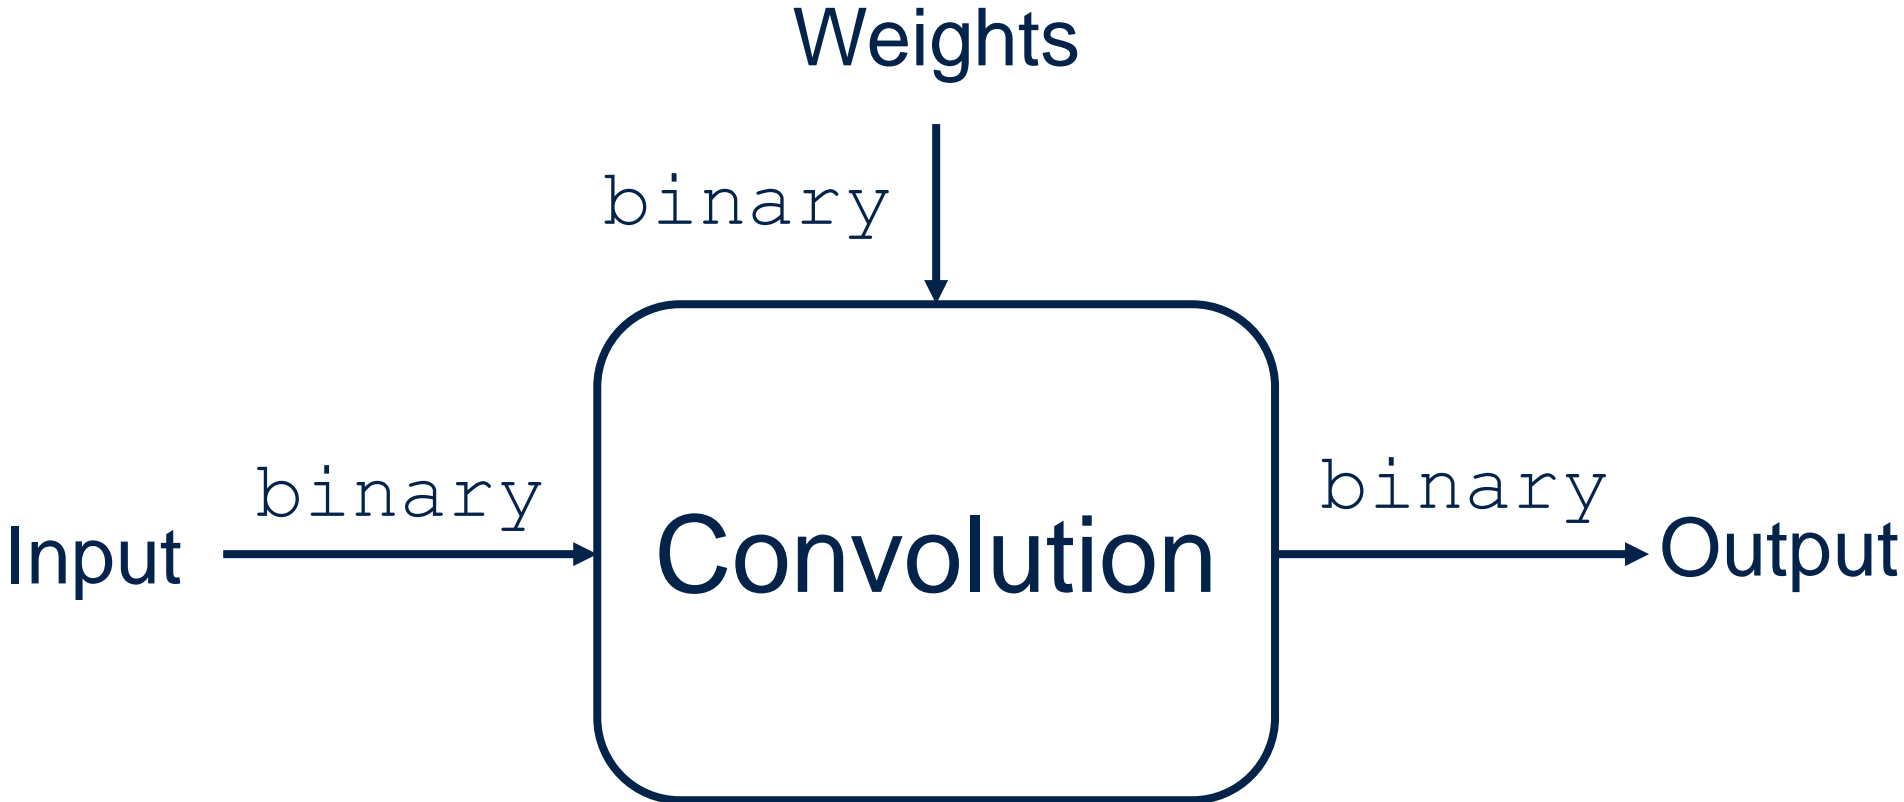 Weights
binary
binary
binary
Input
Convolution
Output